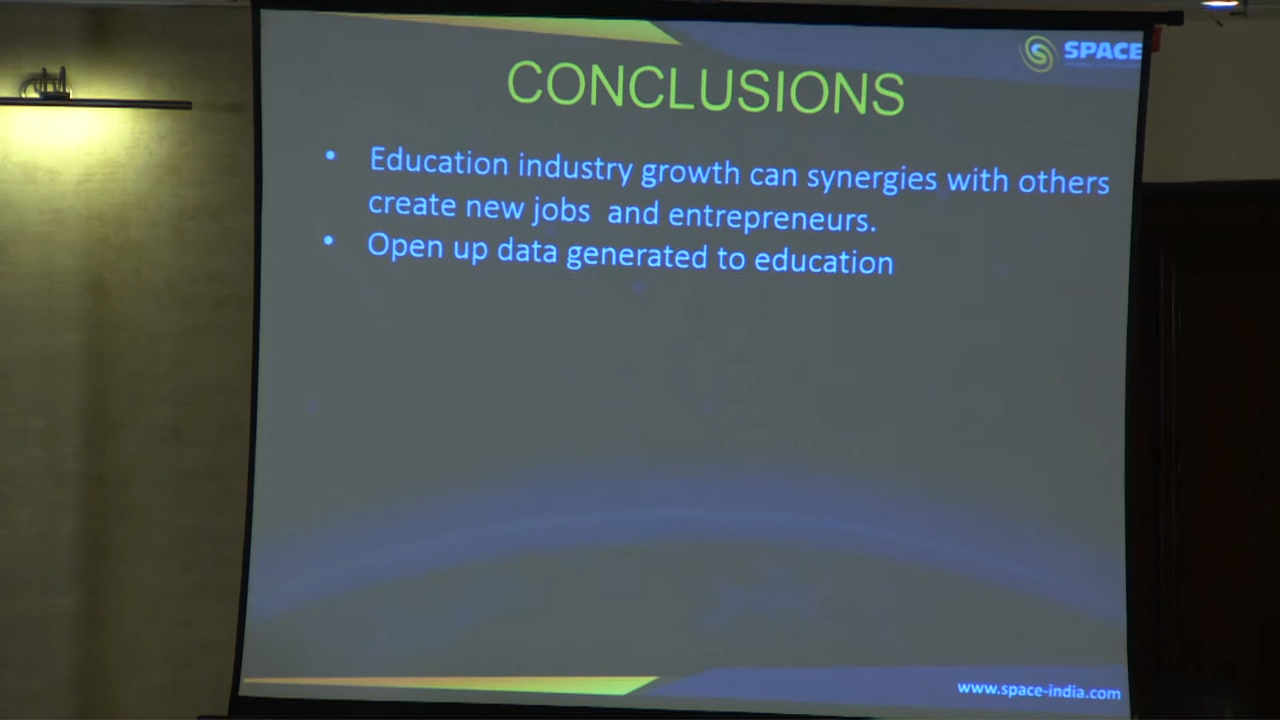 SPACE
CONCLUSIONS
• Education industry growth can synergies with others
create new jobs and entrepreneurs.
• Open up data generated to education
www.space-india.com